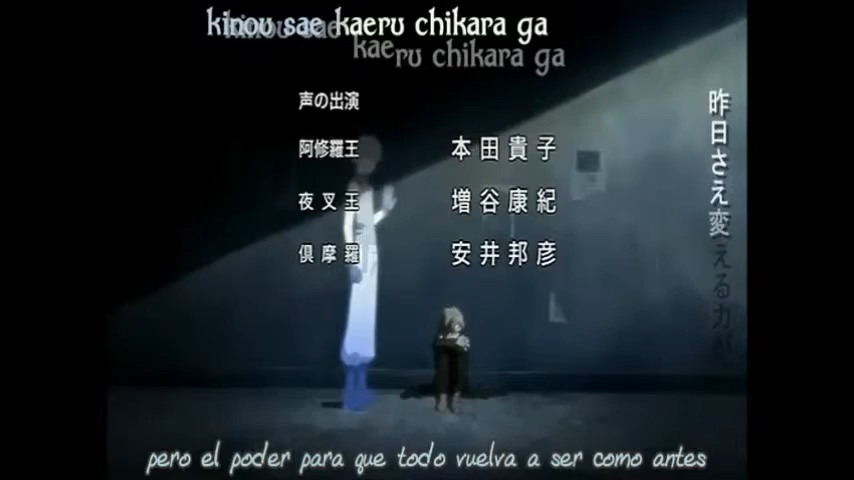 kinou sae kaeru chikara ga
kinou sae
kaeru chikara ga
声の出演
阿修羅王 本田貴子
夜叉王 増谷康紀
倶摩羅 安井邦彦
昨日さえ変える力が
pero el poder para que todo vuelva a ser como antes